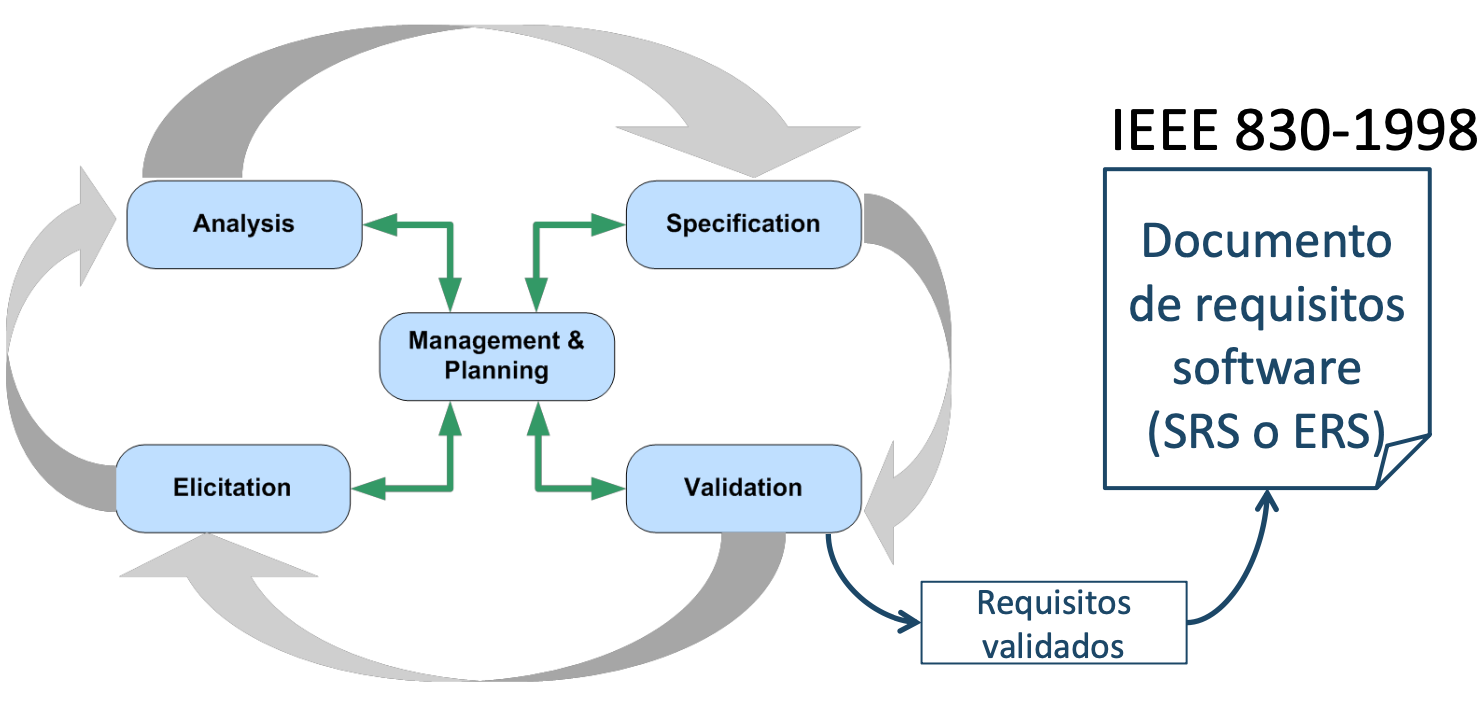 Analysis
Specification
Management &
Planning
Elicitation
Validation
IEEE 830-1998
Documento
de requisitos
software
(SRS o ERS)
Requisitos
validados